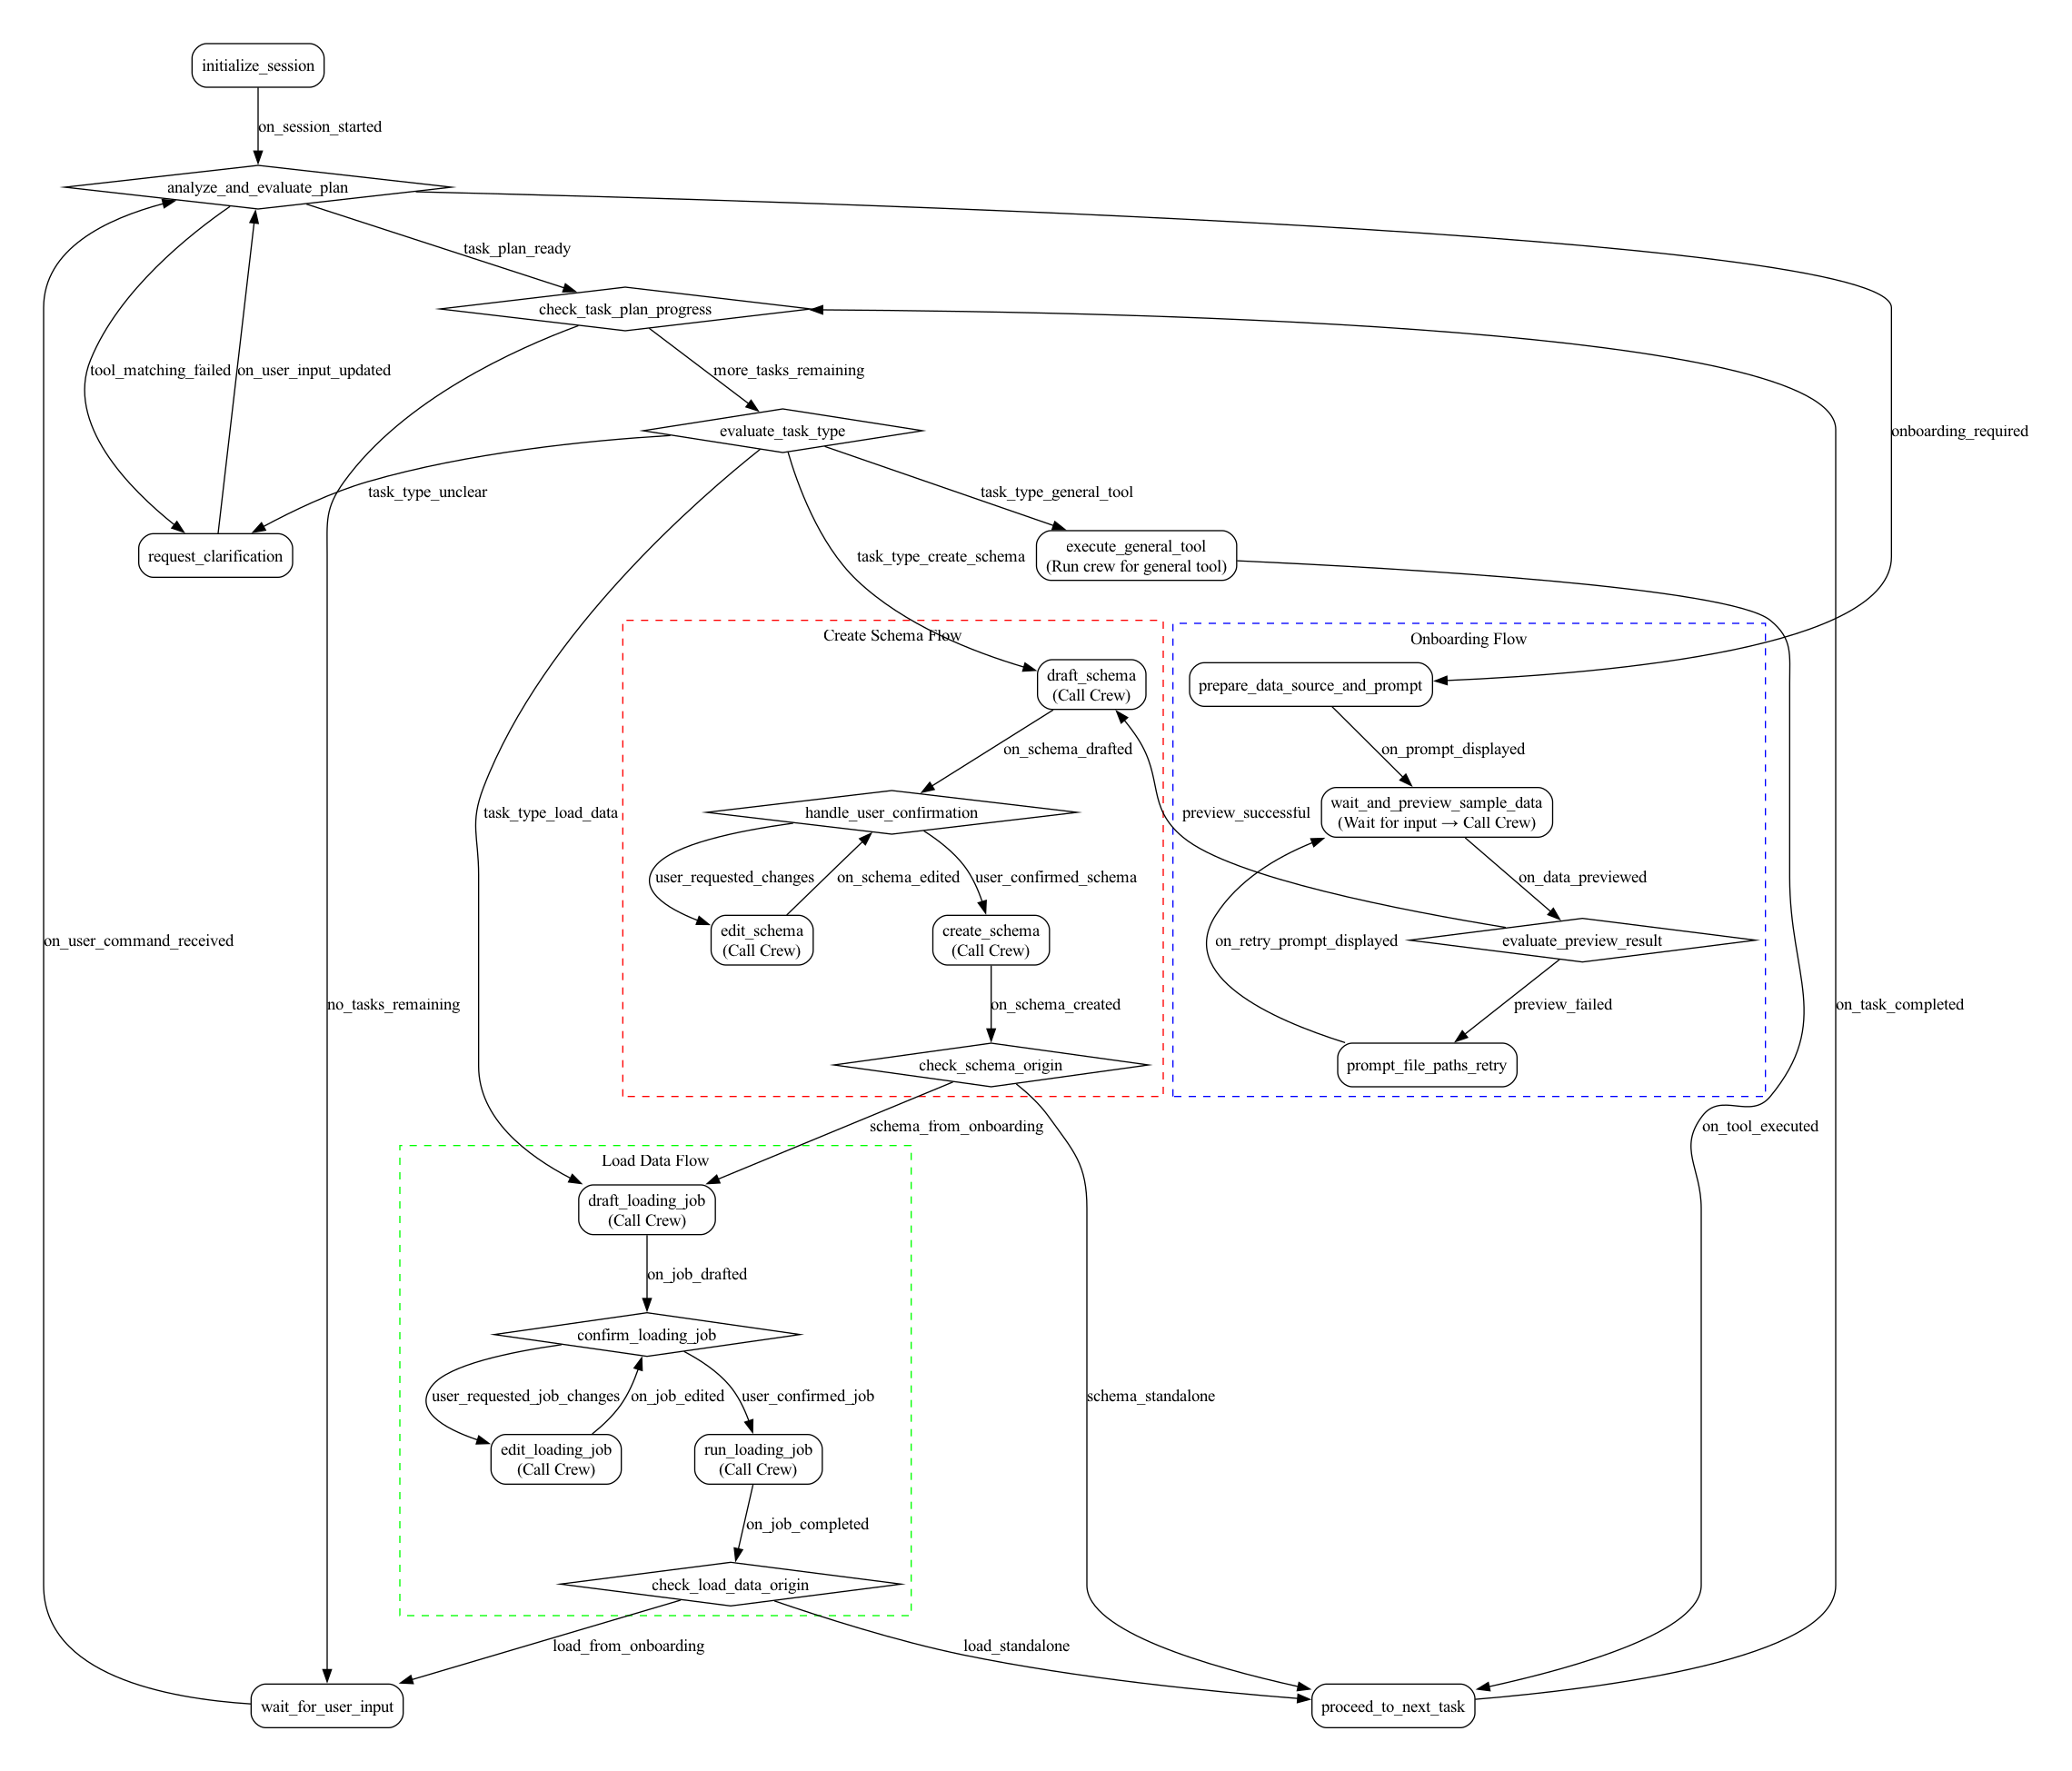 initialize_session
on_session_started
analyze_and_evaluate_plan
task_plan_ready
check_task_plan_progress
tool_matching_failed
on_user_input_updated
more_tasks_remaining
evaluate_task_type
onboarding_required
task_type_unclear
task_type_general_tool
request_clarification
task_type_create_schema
execute_general_tool
(Run crew for general tool)
Create Schema Flow
Onboarding Flow
draft_schema
(Call Crew)
prepare_data_source_and_prompt
on_schema_drafted
on_prompt_displayed
task_type_load_data
handle_user_confirmation
preview_successful
wait_and_preview_sample_data
(Wait for input → Call Crew)
user_requested_changes
on_schema_edited
user_confirmed_schema
on_data_previewed
on_user_command_received
edit_schema
(Call Crew)
create_schema
(Call Crew)
on_retry_prompt_displayed
evaluate_preview_result
no_tasks_remaining
on_schema_created
preview_failed
on_task_completed
check_schema_origin
prompt_file_paths_retry
schema_from_onboarding
on_tool_executed
Load Data Flow
draft_loading_job
(Call Crew)
on_job_drafted
confirm_loading_job
user_requested_job_changes
on_job_edited
user_confirmed_job
schema_standalone
edit_loading_job
(Call Crew)
run_loading_job
(Call Crew)
on_job_completed
check_load_data_origin
load_from_onboarding
load_standalone
wait_for_user_input
proceed_to_next_task